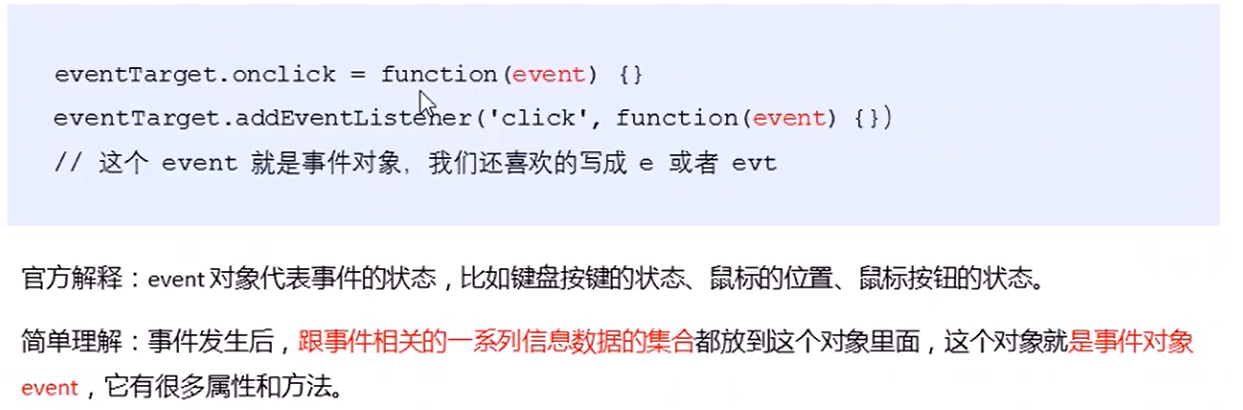 eventTarget.onclick = function(event) {}
eventTarget.addEventListener('click', function(event) {})
// 这个 event 就是事件对象，我们还喜欢的写成 e 或者 evt
官方解释：event 对象代表事件的状态，比如键盘按键的状态、鼠标的位置、鼠标按钮的状态。
简单理解：事件发生后，跟事件相关的一系列信息数据的集合都放到这个对象里面，这个对象就是事件对象
event，它有很多属性和方法。